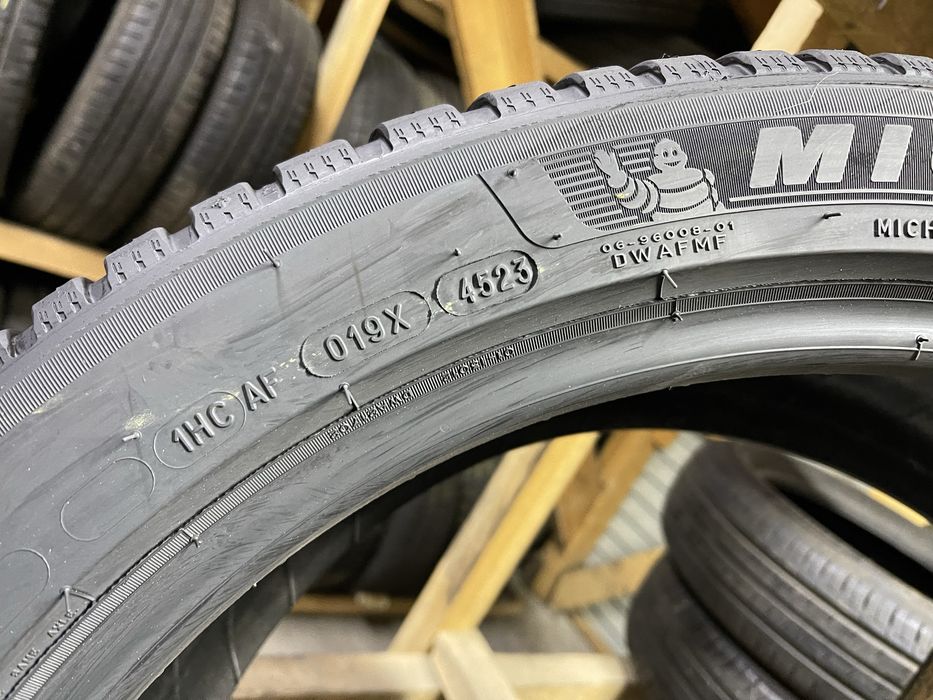 MI
MICH
06-96008-01
DWAFMF
1HC AF 019X 4523